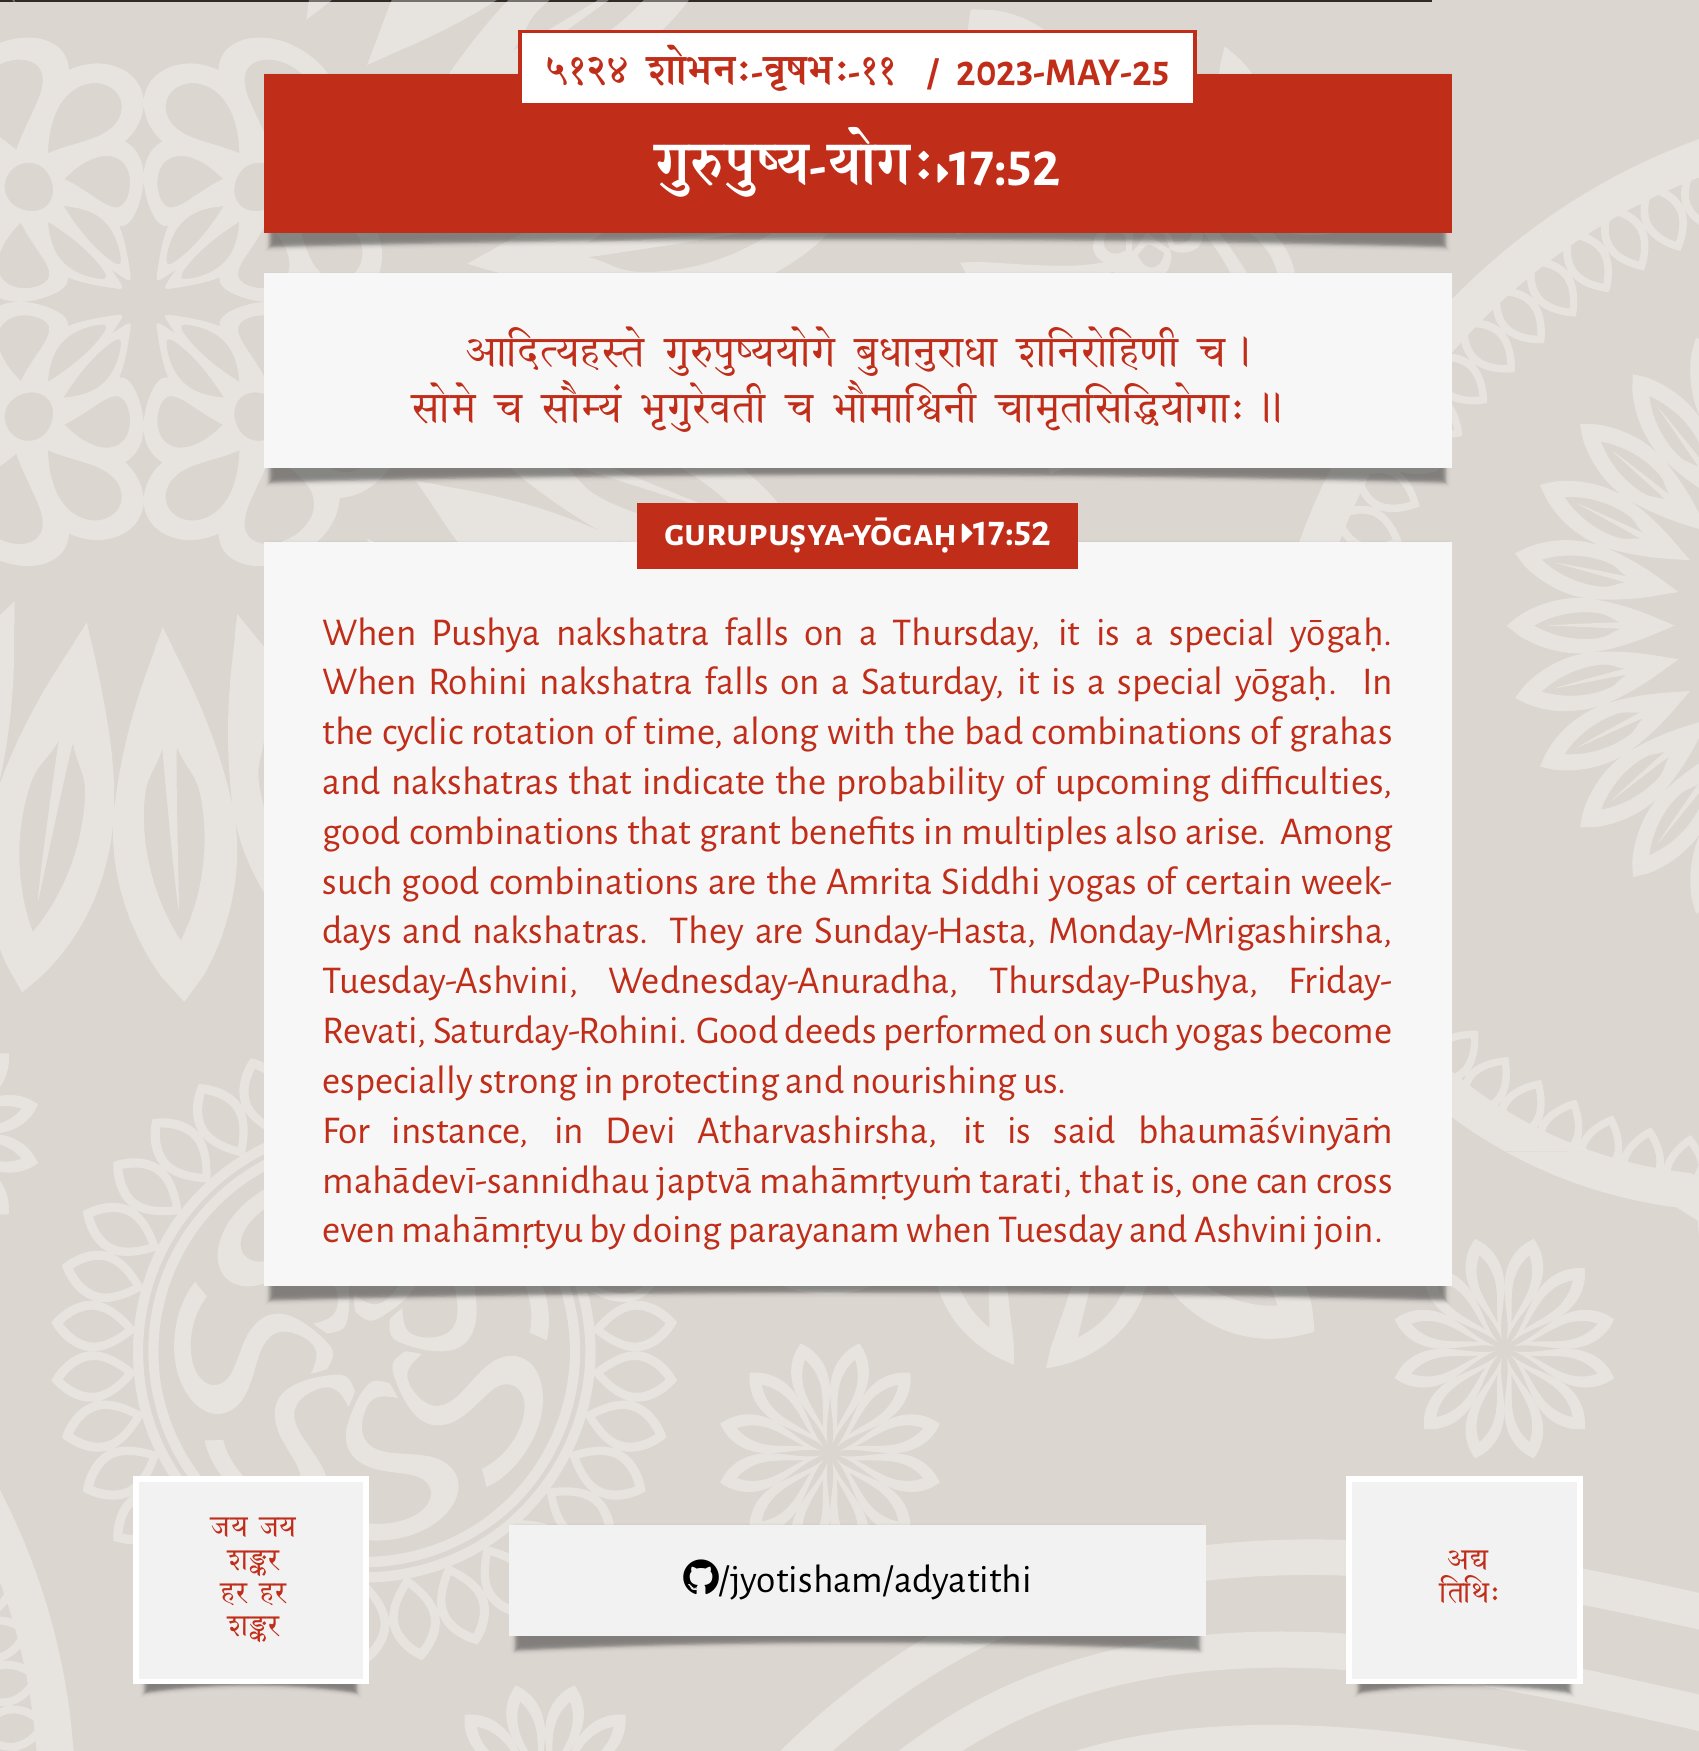 ५१२४ शोभनः-वृषभः-११ / 2023-MAY-25
गुरुपुष्य-योगः▸17:52
आदित्यहस्ते गुरुपुष्ययोगे बुधानुराधा शनिरोहिणी च ।
सोमे च सौम्यं भृगुरेवती च भौमाश्विनी चामृतसिद्धियोगाः ॥
GURUPUṢYA-YŌGAḤ▸17:52
When Pushya nakshatra falls on a Thursday, it is a special yōgaḥ.
When Rohini nakshatra falls on a Saturday, it is a special yōgaḥ. In
the cyclic rotation of time, along with the bad combinations of grahas
and nakshatras that indicate the probability of upcoming difficulties,
good combinations that grant benefits in multiples also arise. Among
such good combinations are the Amrita Siddhi yogas of certain week-
days and nakshatras. They are Sunday-Hasta, Monday-Mrigashirsha,
Tuesday-Ashvini, Wednesday-Anuradha, Thursday-Pushya, Friday-
Revati, Saturday-Rohini. Good deeds performed on such yogas become
especially strong in protecting and nourishing us.
For instance, in Devi Atharvashirsha, it is said bhaumāśvinyāṁ
mahādevī-sannidhau japtvā mahāmṛtyuṁ tarati, that is, one can cross
even mahāmṛtyu by doing parayanam when Tuesday and Ashvini join.
जय जय
शङ्कर
हर हर
शङ्कर
/jyotisham/adyatithi
अद्य
तिथिः